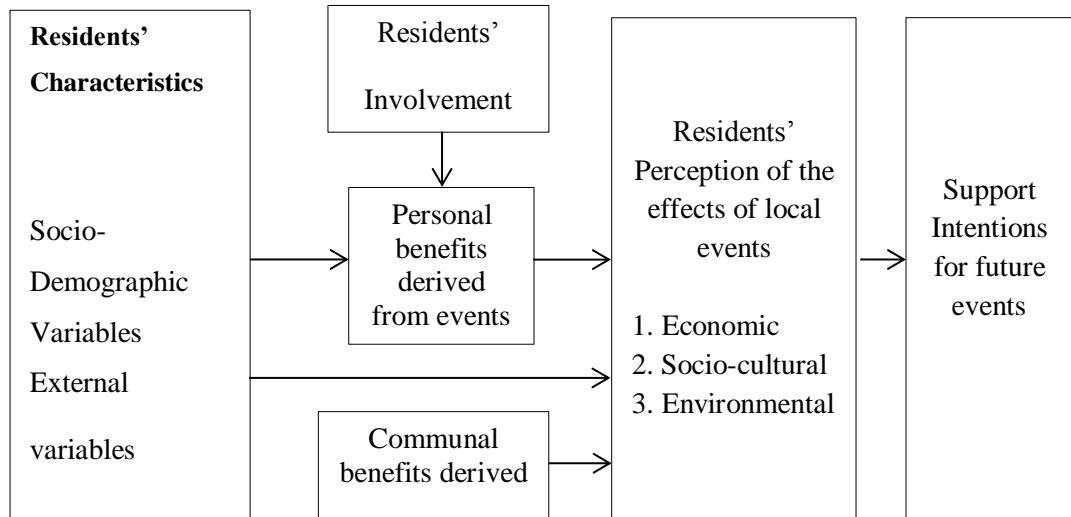 Residents’
Characteristics
Socio-
Demographic
Variables
External
variables
Residents’
Involvement
Personal
benefits
derived
from events
Communal
benefits derived
Residents’
Perception of the
effects of local
events
1. Economic
2. Socio-cultural
3. Environmental
Support
Intentions
for future
events